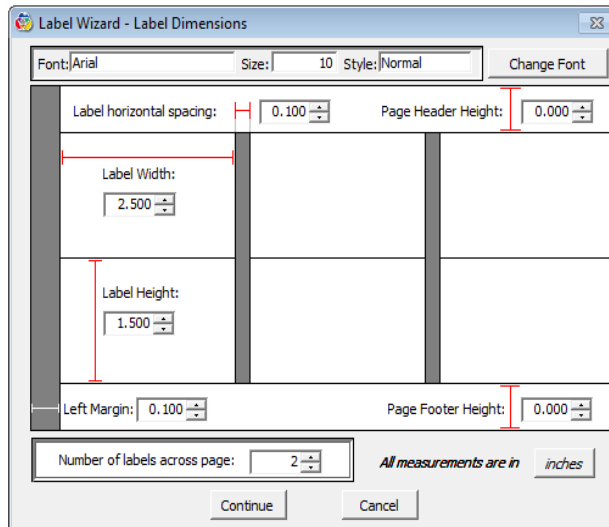 Label Wizard - Label Dimensions
Font: Arial Size: 10 Style: Normal Change Font
Label horizontal spacing: 0.100 Page Header Height: 0.000
Label Width:
2.500
Label Height:
1.500
Left Margin: 0.100 Page Footer Height: 0.000
Number of labels across page: 2 All measurements are in inches
Continue Cancel